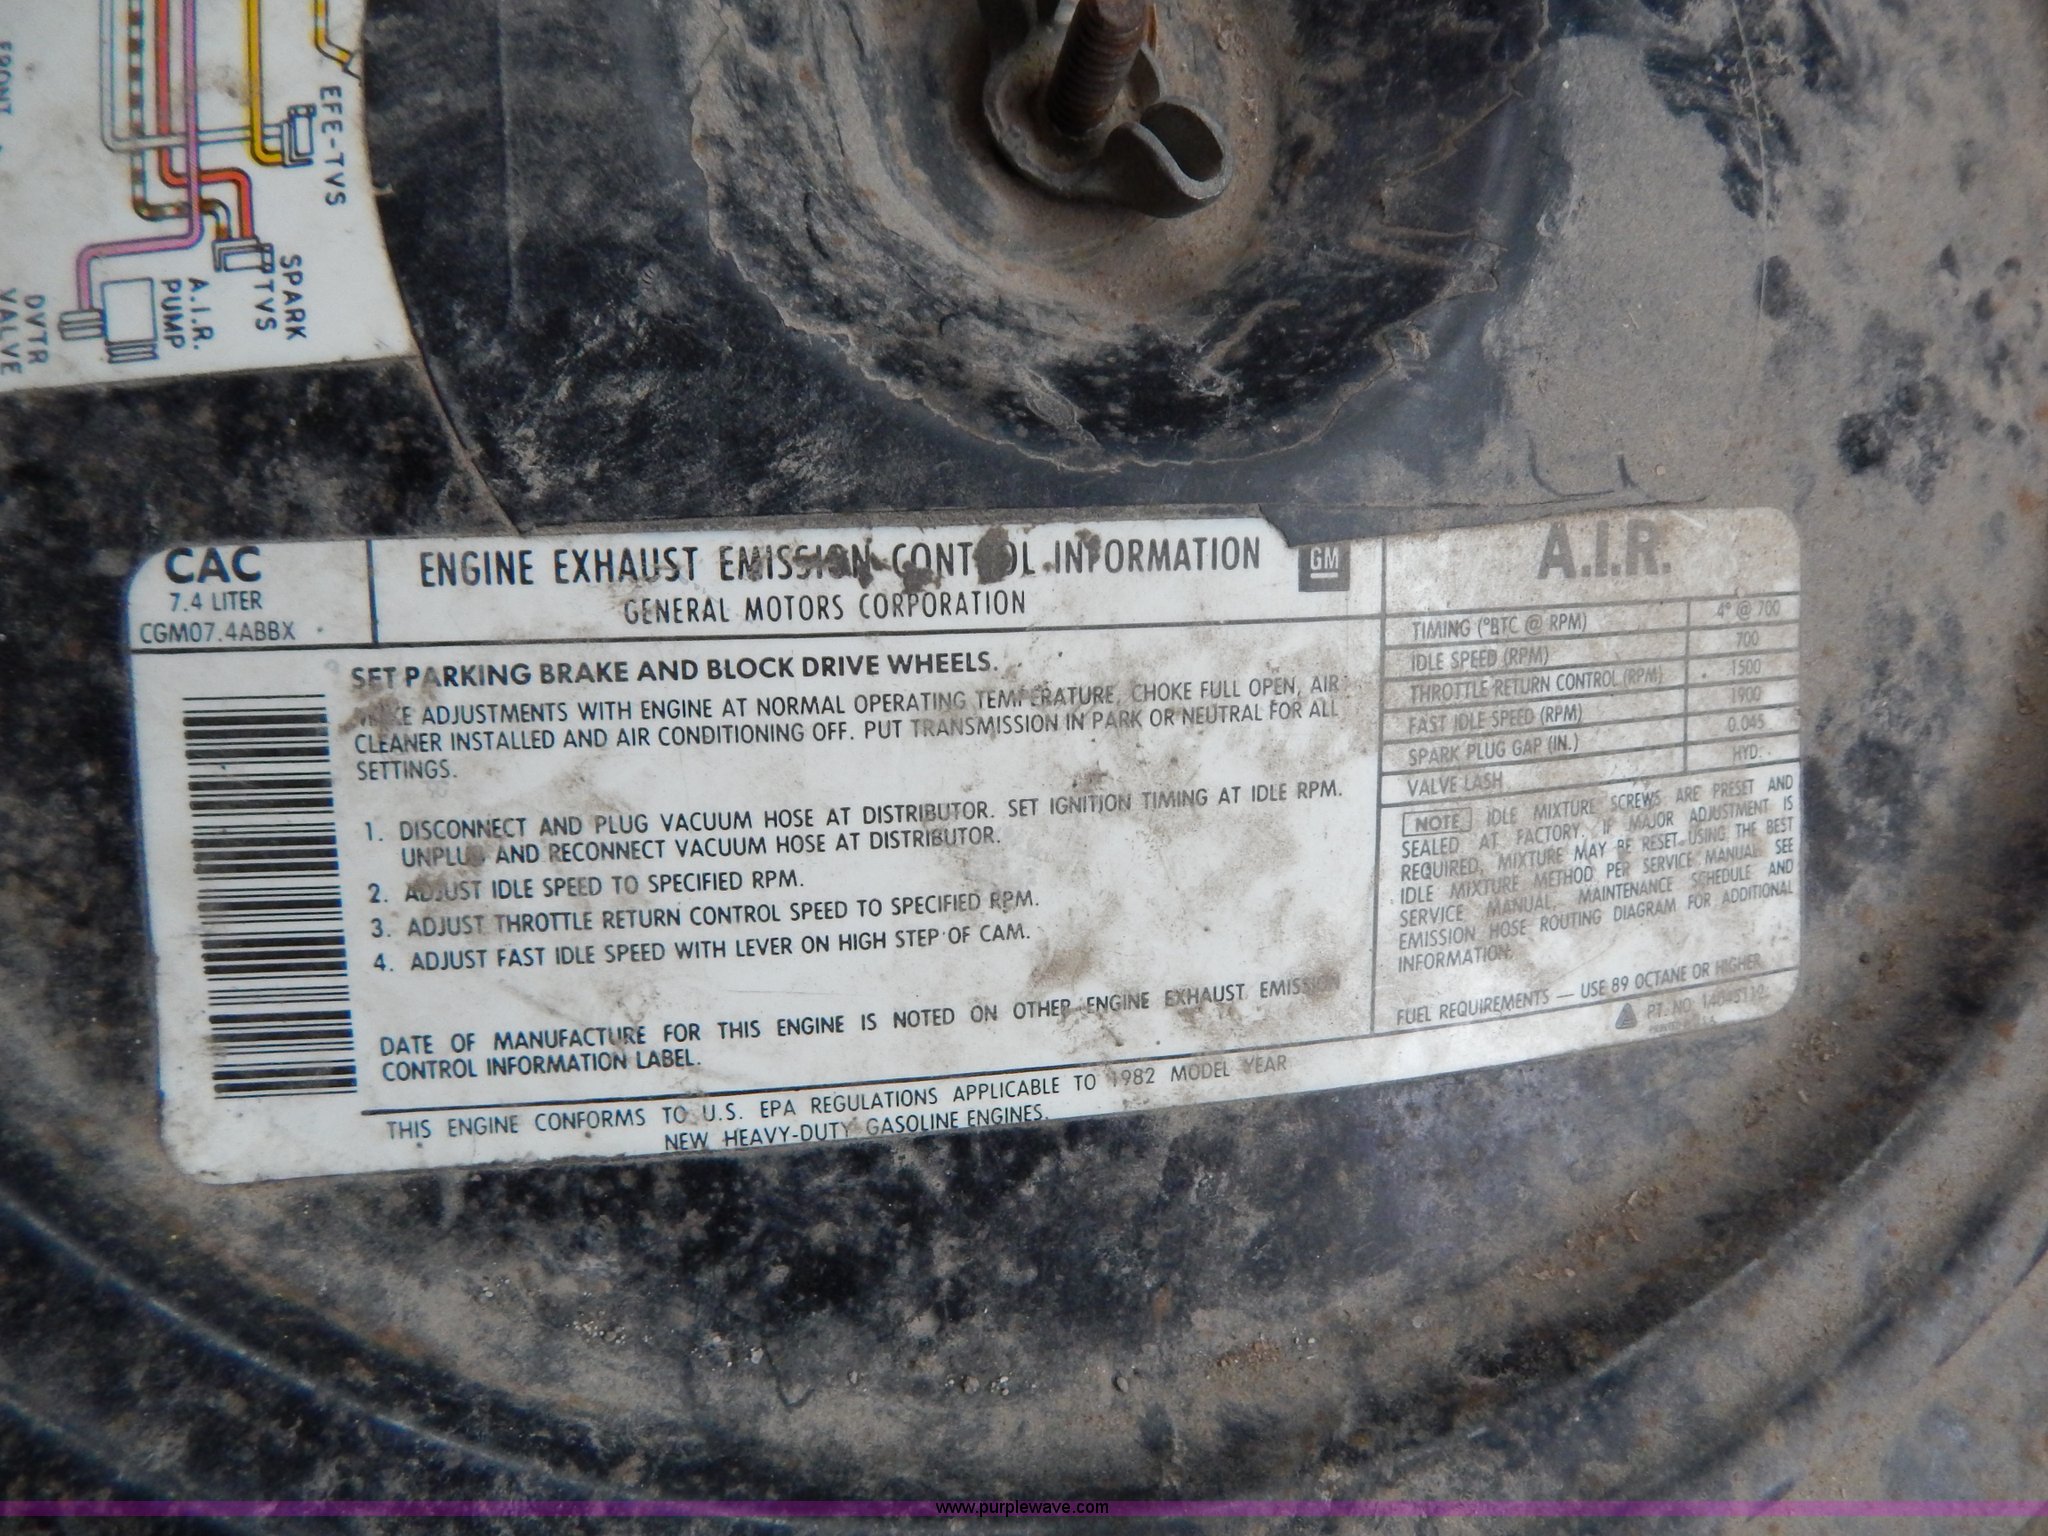 FRONT
EFE-TVS
SPARK
TVS
A.I.R.
PUMP
DVTR
VALVE
CAC
7.4 LITER
CGM07.4ABBX
ENGINE EXHAUST EMISSION CONTROL INFORMATION
GENERAL MOTORS CORPORATION
GM
SET PARKING BRAKE AND BLOCK DRIVE WHEELS.
MAKE ADJUSTMENTS WITH ENGINE AT NORMAL OPERATING TEMPERATURE, CHOKE FULL OPEN, AIR
CLEANER INSTALLED AND AIR CONDITIONING OFF. PUT TRANSMISSION IN PARK OR NEUTRAL FOR ALL
SETTINGS.
1. DISCONNECT AND PLUG VACUUM HOSE AT DISTRIBUTOR. SET IGNITION TIMING AT IDLE RPM.
UNPLUG AND RECONNECT VACUUM HOSE AT DISTRIBUTOR.
2. ADJUST IDLE SPEED TO SPECIFIED RPM.
3. ADJUST THROTTLE RETURN CONTROL SPEED TO SPECIFIED RPM.
4. ADJUST FAST IDLE SPEED WITH LEVER ON HIGH STEP OF CAM.
DATE OF MANUFACTURE FOR THIS ENGINE IS NOTED ON OTHER ENGINE EXHAUST EMISSION
CONTROL INFORMATION LABEL.
THIS ENGINE CONFORMS TO U.S. EPA REGULATIONS APPLICABLE TO 1982 MODEL YEAR
NEW HEAVY-DUTY GASOLINE ENGINES.
A.I.R.
TIMING (°BTC @ RPM) 4° @ 700
IDLE SPEED (RPM) 700
THROTTLE RETURN CONTROL (RPM) 1500
FAST IDLE SPEED (RPM) 1900
SPARK PLUG GAP (IN.) 0.045
VALVE LASH HYD.
NOTE IDLE MIXTURE SCREWS ARE PRESET AND
SEALED AT FACTORY. IF MAJOR ADJUSTMENT IS
REQUIRED, MIXTURE MAY BE RESET USING THE BEST
IDLE MIXTURE METHOD PER SERVICE MANUAL. SEE
SERVICE MANUAL, MAINTENANCE SCHEDULE AND
EMISSION HOSE ROUTING DIAGRAM FOR ADDITIONAL
INFORMATION.
FUEL REQUIREMENTS — USE 89 OCTANE OR HIGHER
PT. NO.
www.purplewave.com